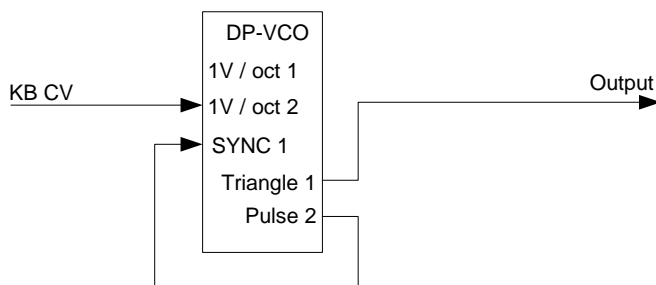 DP-VCO
1V / oct 1
KB CV
1V / oct 2
Output
SYNC 1
Triangle 1
Pulse 2